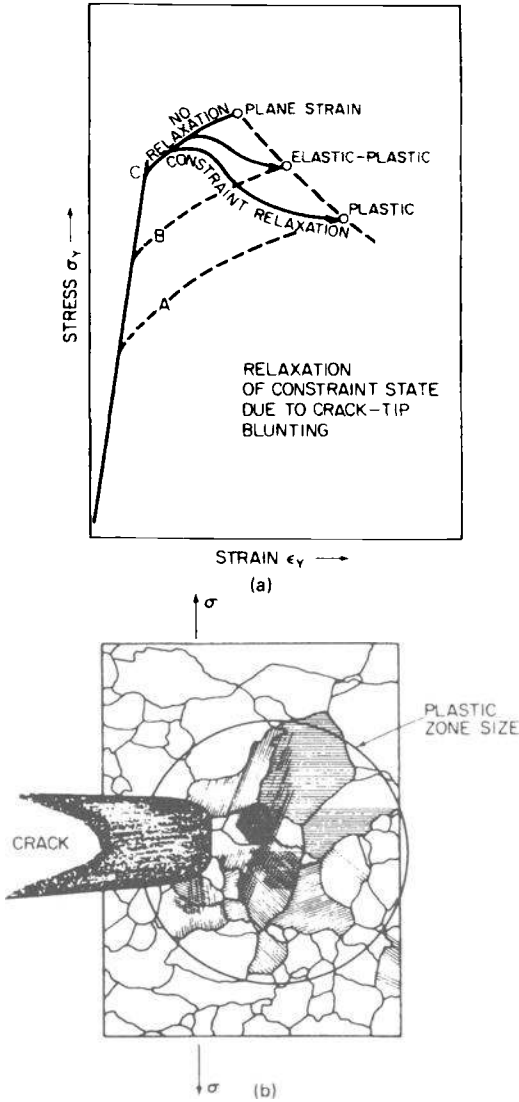 NO
RELAXATION
PLANE STRAIN
ELASTIC-PLASTIC
C
CONSTRAINT RELAXATION
PLASTIC
B
A
STRESS σY
RELAXATION
OF CONSTRAINT STATE
DUE TO CRACK-TIP
BLUNTING
STRAIN ϵY
(a)
σ
PLASTIC
ZONE SIZE
CRACK
σ
(b)